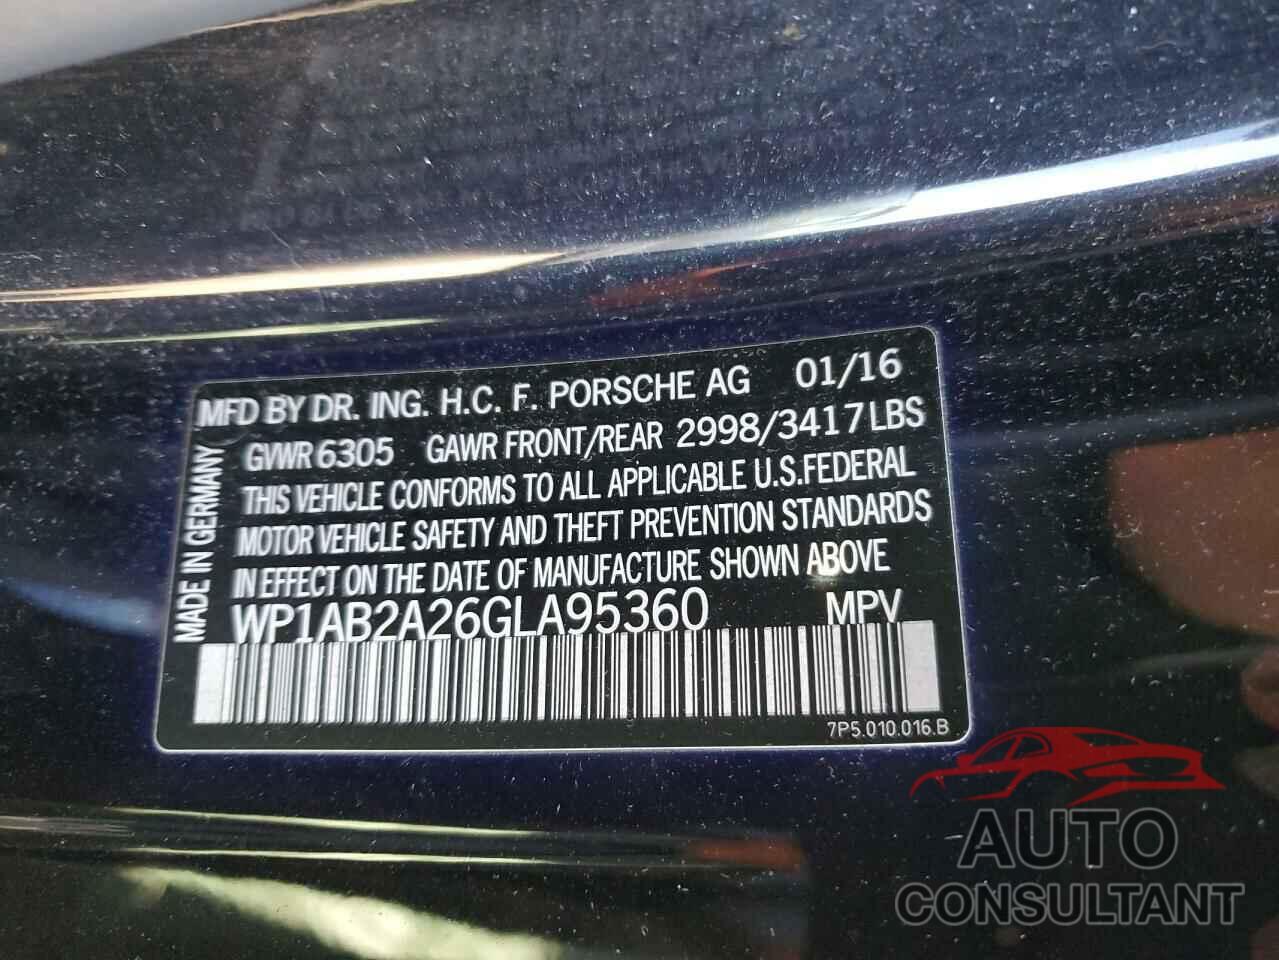 MFD BY DR. ING. H.C. F. PORSCHE AG 01/16
GVWR 6305 GAWR FRONT/REAR 2998/3417 LBS
THIS VEHICLE CONFORMS TO ALL APPLICABLE U.S. FEDERAL
MOTOR VEHICLE SAFETY AND THEFT PREVENTION STANDARDS
IN EFFECT ON THE DATE OF MANUFACTURE SHOWN ABOVE
WP1AB2A26GLA95360 MPV
MADE IN GERMANY
7P5.010.016.B
AUTO
CONSULTANT